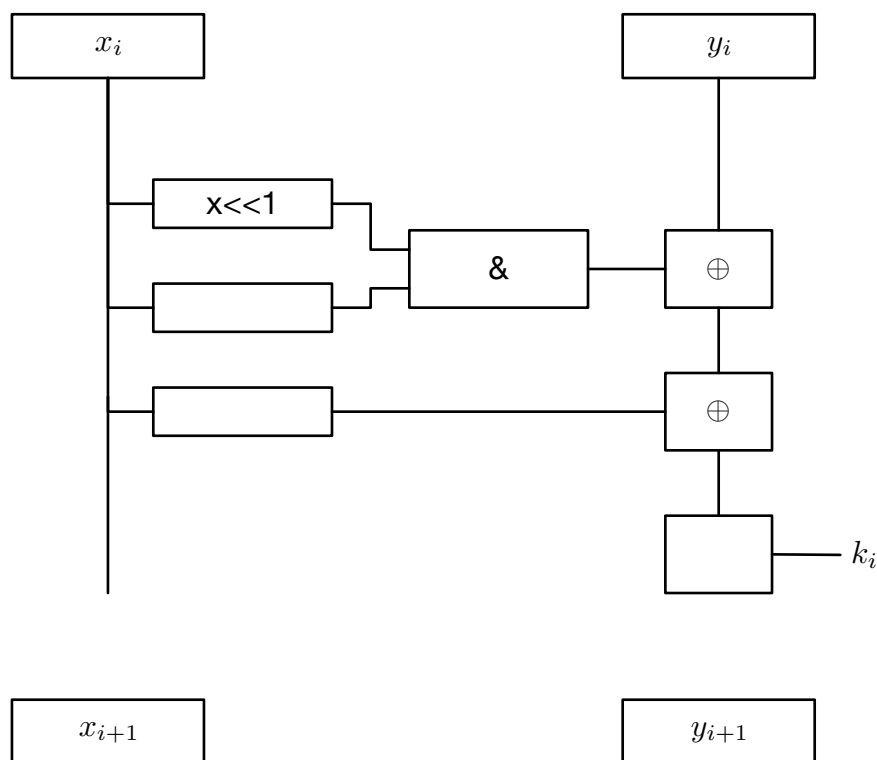 x_i
y_i
x<<1
&
⊕
⊕
k_i
x_{i+1}
y_{i+1}